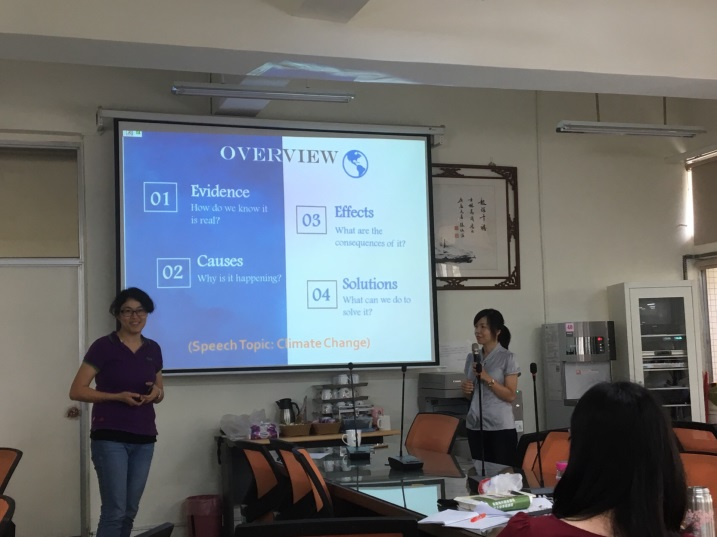 OVERVIEW
01
Evidence
How do we know it
is real?
02
Causes
Why is it happening?
03
Effects
What are the
consequences of it?
04
Solutions
What can we do to
solve it?
(Speech Topic: Climate Change)